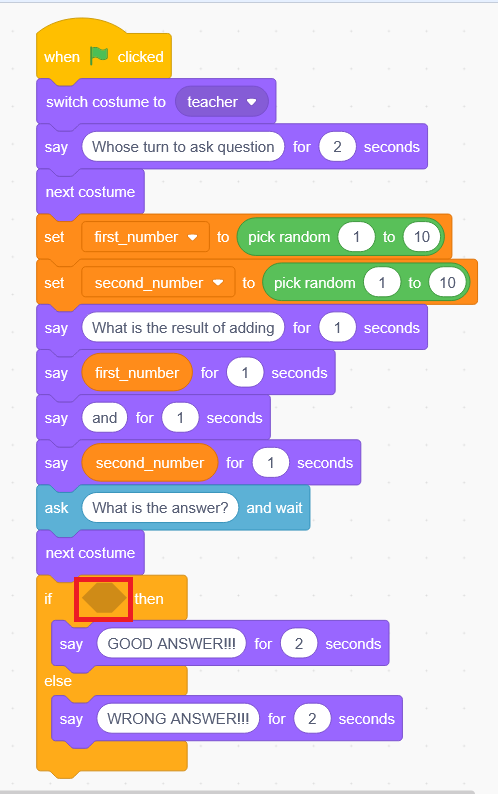 when clicked
switch costume to teacher
say Whose turn to ask question for 2 seconds
next costume
set first_number to pick random 1 to 10
set second_number to pick random 1 to 10
say What is the result of adding for 1 seconds
say first_number for 1 seconds
say and for 1 seconds
say second_number for 1 seconds
ask What is the answer? and wait
next costume
if then
say GOOD ANSWER!!! for 2 seconds
else
say WRONG ANSWER!!! for 2 seconds